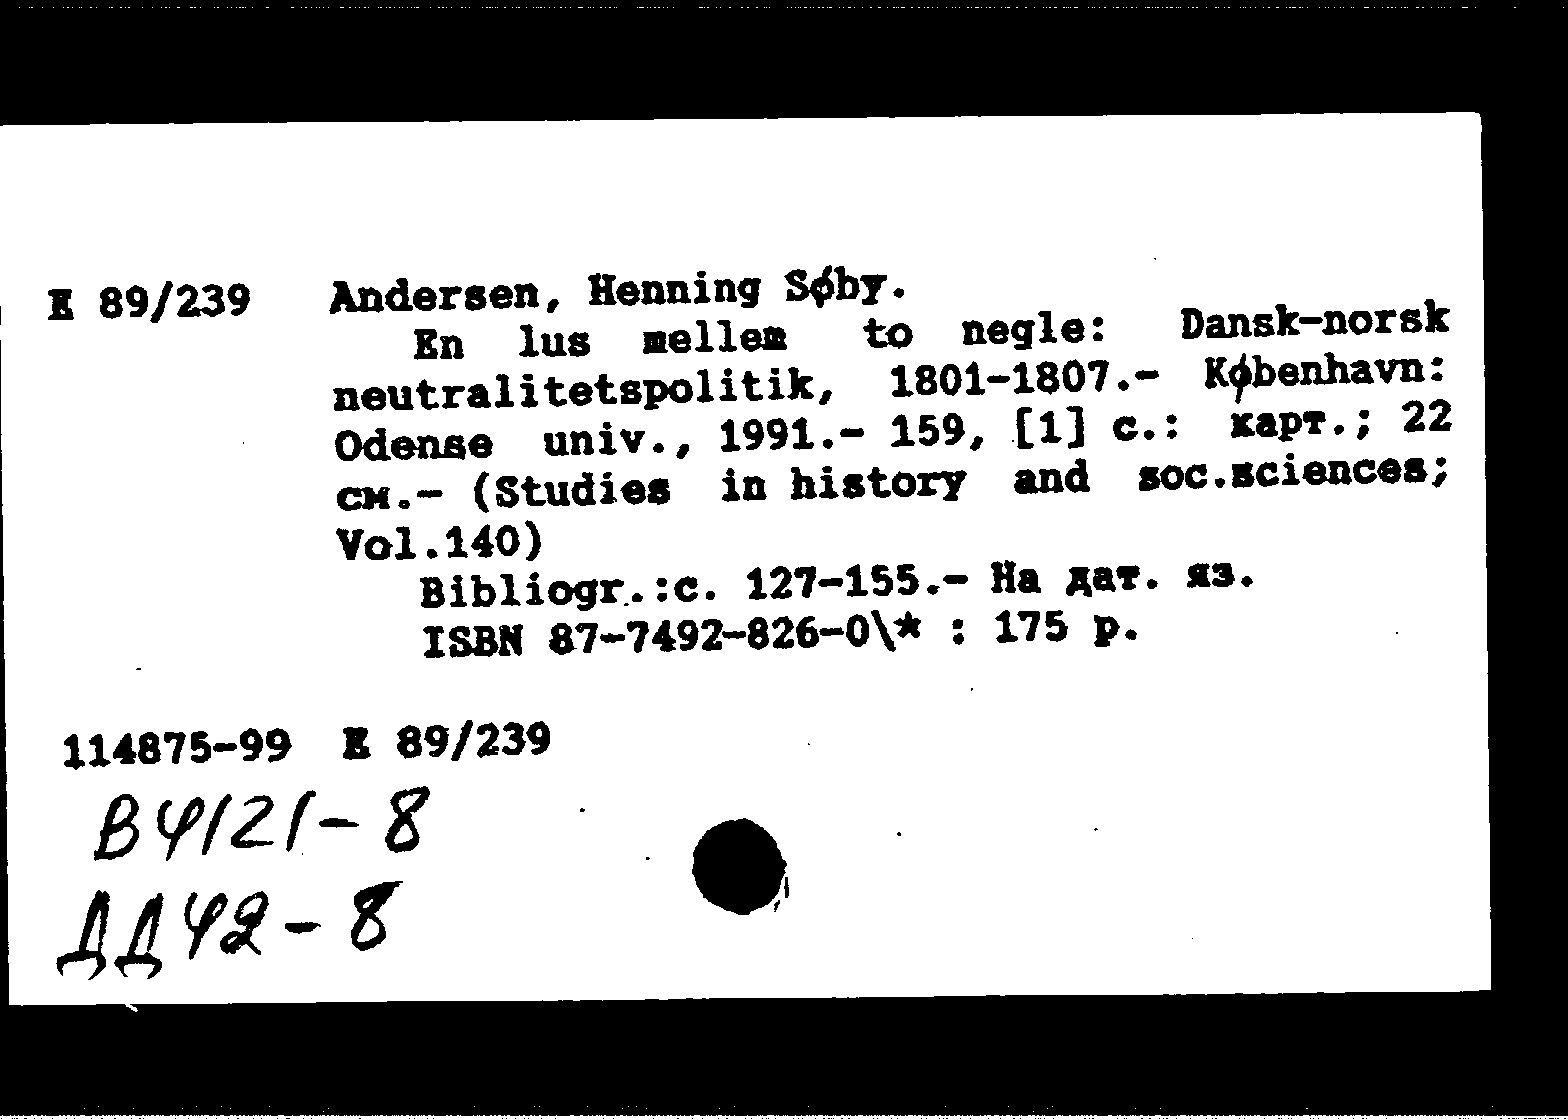 E 89/239 Andersen, Henning Søby.
En lus mellem to negle: Dansk-norsk
neutralitetspolitik, 1801-1807.- København:
Odense univ., 1991.- 159, [1] с.: карт.; 22
см.- (Studies in history and soc.sciences;
Vol.140)
Bibliogr.:с. 127-155.- На дат. яз.
ISBN 87-7492-826-0\* : 175 р.
114875-99 E 89/239
В4121-8
ДД42-8